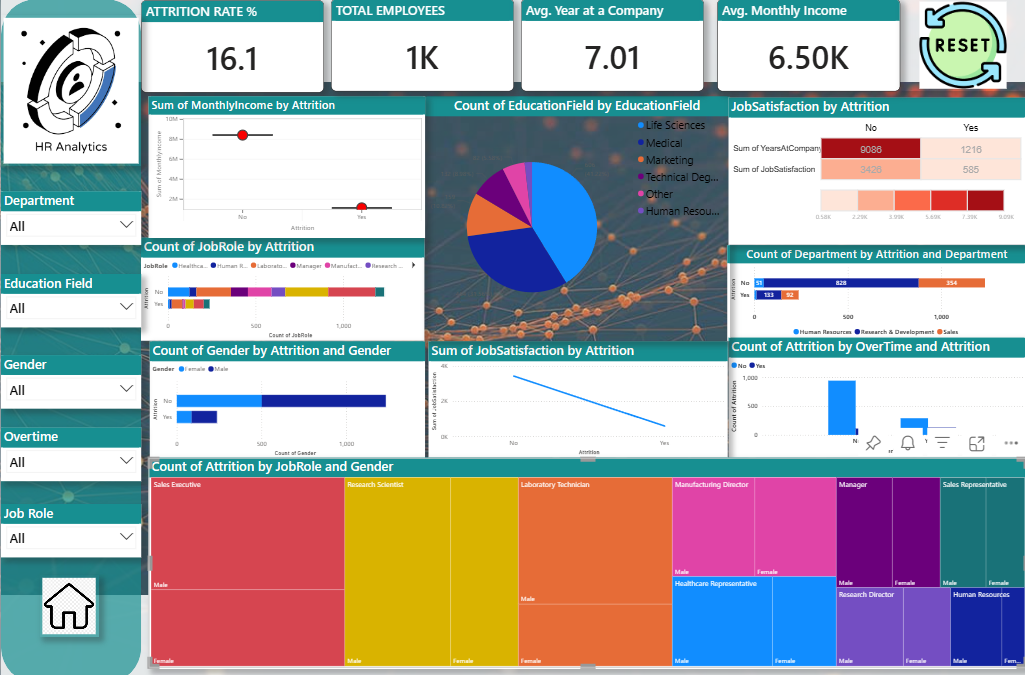 ATTRITION RATE %
16.1
TOTAL EMPLOYEES
1K
Avg. Year at a Company
7.01
Avg. Monthly Income
6.50K
RESET
HR Analytics
Department
All
Education Field
All
Gender
All
Overtime
All
Job Role
All
Sum of MonthlyIncome by Attrition
Sum of MonthlyIncome
10M
8M
6M
4M
2M
No
Yes
Attrition
Count of EducationField by EducationField
Life Sciences
Medical
Marketing
Technical Deg...
Other
Human Resou...
JobSatisfaction by Attrition
No Yes
Sum of YearsAtCompany 9086 1216
Sum of JobSatisfaction 3426 585
0.58K 2.29K 3.99K 5.69K 7.39K 9.09K
Count of JobRole by Attrition
JobRole Healthca... Human R... Laborato... Manager Manufact... Research ...
Attrition
No
Yes
0 500 1,000
Count of JobRole
Count of Department by Attrition and Department
Attrition
No 51 828 354
Yes 133 92
0 500 1,000
Human Resources Research & Development Sales
Count of Gender by Attrition and Gender
Gender Female Male
Attrition
No
Yes
0 500 1,000
Count of Gender
Sum of JobSatisfaction by Attrition
Sum of JobSatisfaction
4K
2K
0K
No Yes
Attrition
Count of Attrition by OverTime and Attrition
No Yes
Count of Attrition
1,000
500
0
Count of Attrition by JobRole and Gender
Sales Executive
Male
Female
Research Scientist
Male
Female
Laboratory Technician
Male
Female
Manufacturing Director
Male
Female
Healthcare Representative
Male
Female
Manager
Male
Female
Sales Representative
Male
Female
Research Director
Male
Female
Human Resources
Male
Fem...